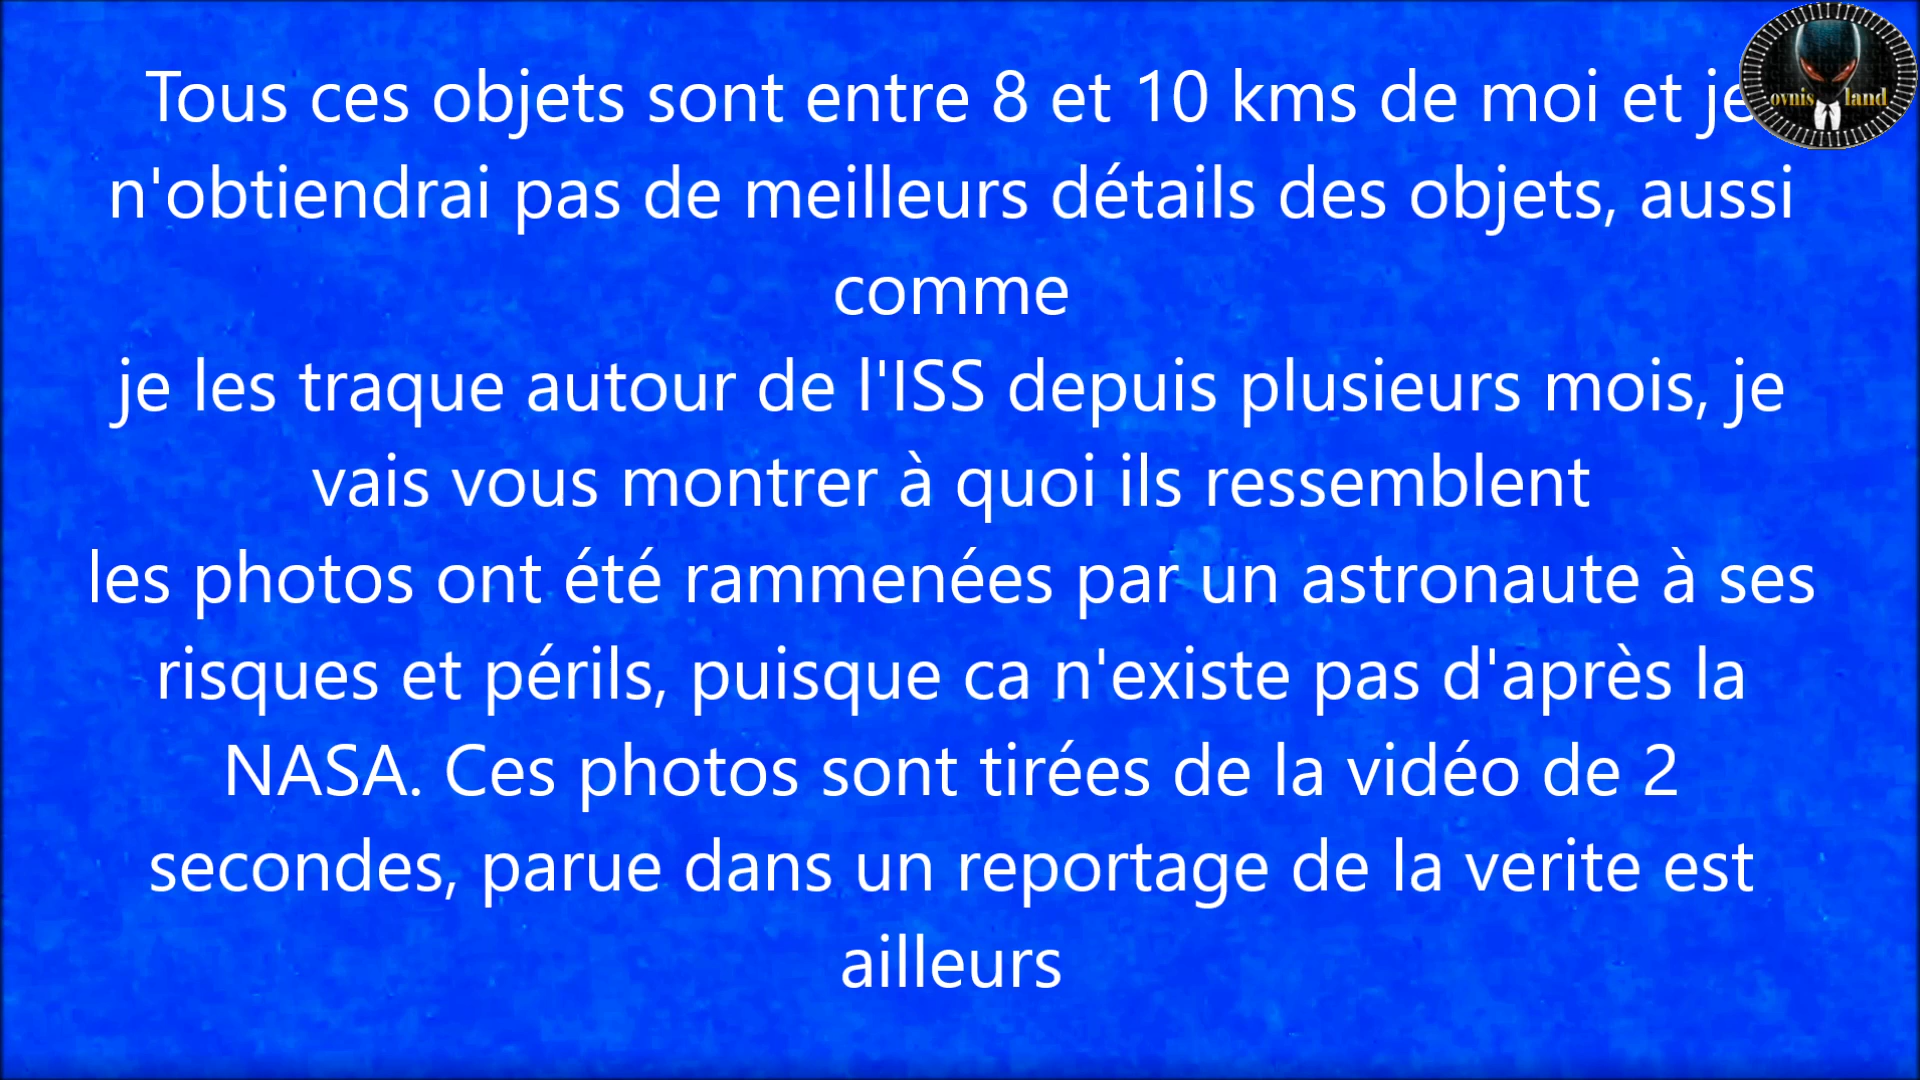 Tous ces objets sont entre 8 et 10 kms de moi et je
n'obtiendrai pas de meilleurs détails des objets, aussi
comme
je les traque autour de l'ISS depuis plusieurs mois, je
vais vous montrer à quoi ils ressemblent
les photos ont été rammenées par un astronaute à ses
risques et périls, puisque ca n'existe pas d'après la
NASA. Ces photos sont tirées de la vidéo de 2
secondes, parue dans un reportage de la verite est
ailleurs
ovnis land